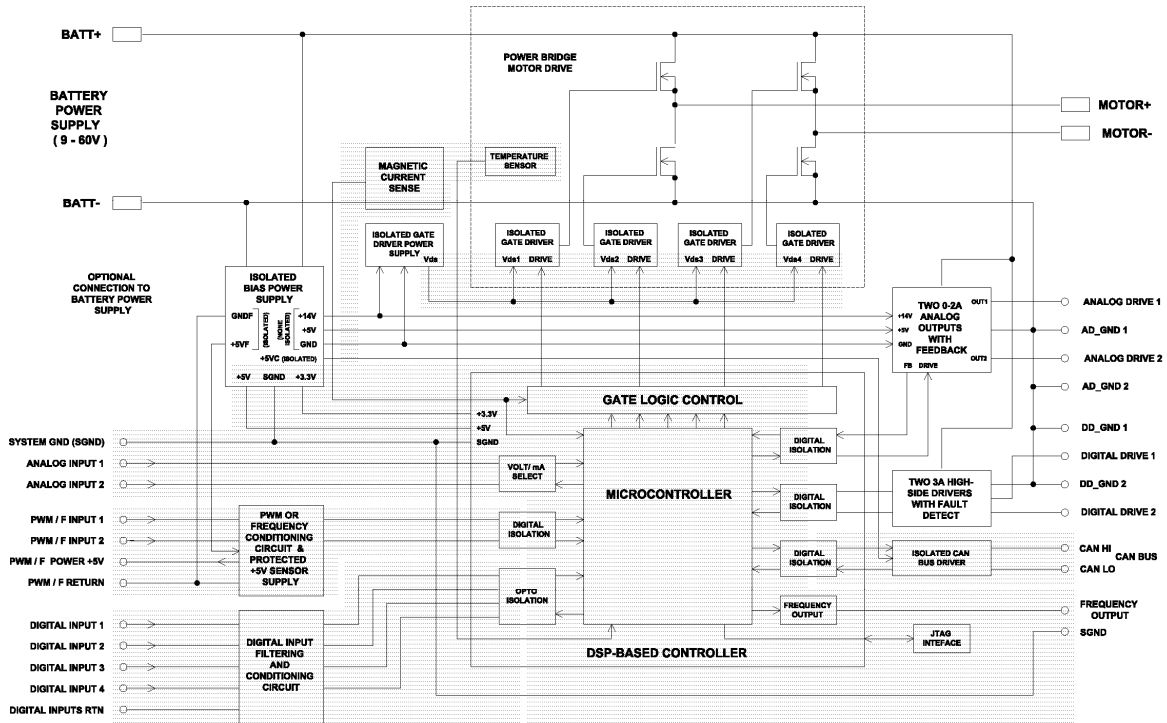 BATT+
BATTERY
POWER
SUPPLY
( 9 - 60V )
BATT-
OPTIONAL
CONNECTION TO
BATTERY POWER
SUPPLY
POWER BRIDGE
MOTOR DRIVE
MOTOR+
MOTOR-
MAGNETIC
CURRENT
SENSE
TEMPERATURE
SENSOR
ISOLATED GATE
DRIVER POWER
SUPPLY
Vds
ISOLATED
GATE DRIVER
Vds1 DRIVE
ISOLATED
GATE DRIVER
Vds2 DRIVE
ISOLATED
GATE DRIVER
Vds3 DRIVE
ISOLATED
GATE DRIVER
Vds4 DRIVE
ISOLATED
BIAS POWER
SUPPLY
GNDF
+5VF
(ISOLATED)
(NONE
ISOLATED)
+14V
+5V
GND
+5VC (ISOLATED)
+5V SGND +3.3V
+14V
+5V
GND
TWO 0-2A
ANALOG
OUTPUTS
WITH
FEEDBACK
OUT1
OUT2
FB DRIVE
ANALOG DRIVE 1
AD_GND 1
ANALOG DRIVE 2
AD_GND 2
DD_GND 1
DIGITAL DRIVE 1
DD_GND 2
DIGITAL DRIVE 2
CAN HI
CAN BUS
CAN LO
FREQUENCY
OUTPUT
SGND
GATE LOGIC CONTROL
+3.3V
+5V
SGND
SYSTEM GND (SGND)
ANALOG INPUT 1
ANALOG INPUT 2
PWM / F INPUT 1
PWM / F INPUT 2
PWM / F POWER +5V
PWM / F RETURN
DIGITAL INPUT 1
DIGITAL INPUT 2
DIGITAL INPUT 3
DIGITAL INPUT 4
DIGITAL INPUTS RTN
VOLT/ mA
SELECT
PWM OR
FREQUENCY
CONDITIONING
CIRCUIT &
PROTECTED
+5V SENSOR
SUPPLY
DIGITAL
ISOLATION
OPTO
ISOLATION
DIGITAL INPUT
FILTERING
AND
CONDITIONING
CIRCUIT
MICROCONTROLLER
DSP-BASED CONTROLLER
DIGITAL
ISOLATION
DIGITAL
ISOLATION
TWO 3A HIGH-
SIDE DRIVERS
WITH FAULT
DETECT
DIGITAL
ISOLATION
ISOLATED CAN
BUS DRIVER
FREQUENCY
OUTPUT
JTAG
INTEFACE